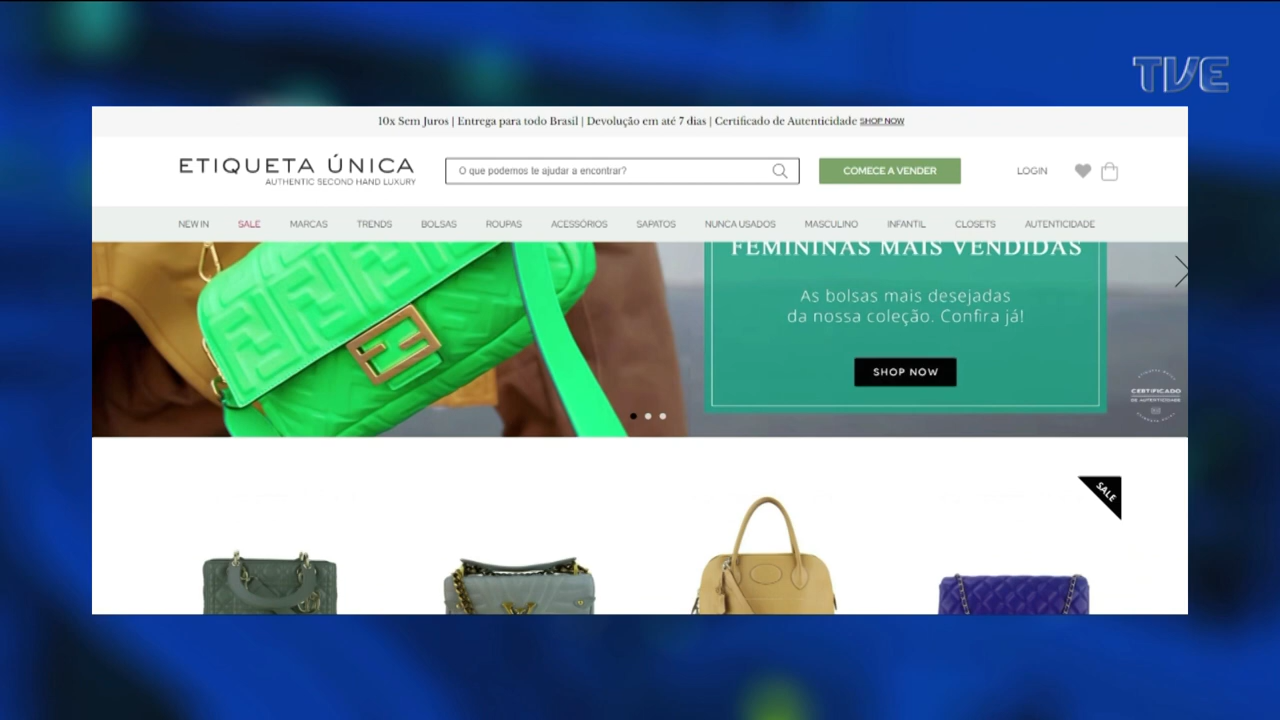 TVE
10x Sem Juros | Entrega para todo Brasil | Devolução em até 7 dias | Certificado de Autenticidade SHOP NOW
ETIQUETA ÚNICA
AUTHENTIC SECOND HAND LUXURY
O que podemos te ajudar a encontrar?
COMECE A VENDER
LOGIN
NEW IN SALE MARCAS TRENDS BOLSAS ROUPAS ACESSÓRIOS SAPATOS NUNCA USADOS MASCULINO INFANTIL CLOSETS AUTENTICIDADE
FEMININAS MAIS VENDIDAS
As bolsas mais desejadas
da nossa coleção. Confira já!
SHOP NOW
CERTIFICADO
DE AUTENTICIDADE
SALE